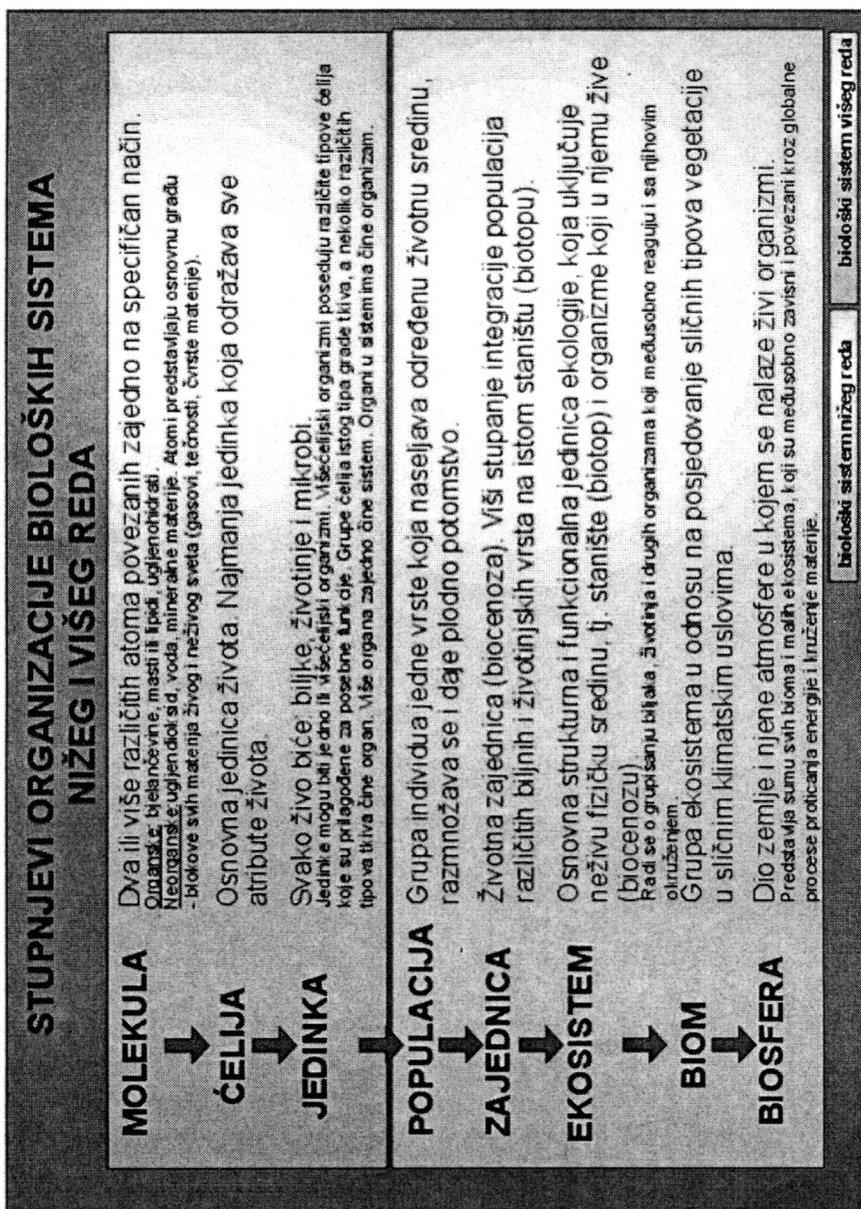 STUPNJEVI ORGANIZACIJE BIOLOŠKIH SISTEMA
NIŽEG I VIŠEG REDA
MOLEKULA
Dva ili više različitih atoma povezanih zajedno na specifičan način.
Organske: bjelančevine, masti ili lipidi, ugljenohidrati.
Neorganske: ugljendioksid, voda, mineralne materije. Atomi predstavljaju osnovnu građu
- blokove svih materija živog i neživog sveta (gasovi, tečnosti, čvrste materije).
ĆELIJA
Osnovna jedinica života. Najmanja jedinka koja odražava sve
atribute života.
JEDINKA
Svako živo biće: biljke, životinje i mikrobi.
Jedinke mogu biti jedno ili višećelijski organizmi. Višećelijski organizmi poseduju različite tipove ćelija
koje su prilagođene za posebne funkcije. Grupe ćelija istog tipa grade tkiva, a nekoliko različitih
tipova tkiva čine organ. Više organa zajedno čine sistem. Organi u sistemima čine organizam.
POPULACIJA
Grupa individua jedne vrste koja naseljava određenu životnu sredinu,
razmnožava se i daje plodno potomstvo.
ZAJEDNICA
Životna zajednica (biocenoza). Viši stupanje integracije populacija
različitih biljnih i životinjskih vrsta na istom staništu (biotopu).
EKOSISTEM
Osnovna strukturna i funkcionalna jedinica ekologije, koja uključuje
neživu fizičku sredinu, tj. stanište (biotop) i organizme koji u njemu žive
(biocenozu).
Radi se o grupisanju biljaka, životinja i drugih organizama koji međusobno reaguju i sa njihovim
okruženjem.
BIOM
Grupa ekosistema u odnosu na posjedovanje sličnih tipova vegetacije
u sličnim klimatskim uslovima.
BIOSFERA
Dio zemlje i njene atmosfere u kojem se nalaze živi organizmi.
Predstavlja sumu svih bioma i malih ekosistema, koji su međusobno zavisni i povezani kroz globalne
procese proticanja energije i kruženje materije.
biološki sistem nižeg reda
biološki sistem višeg reda